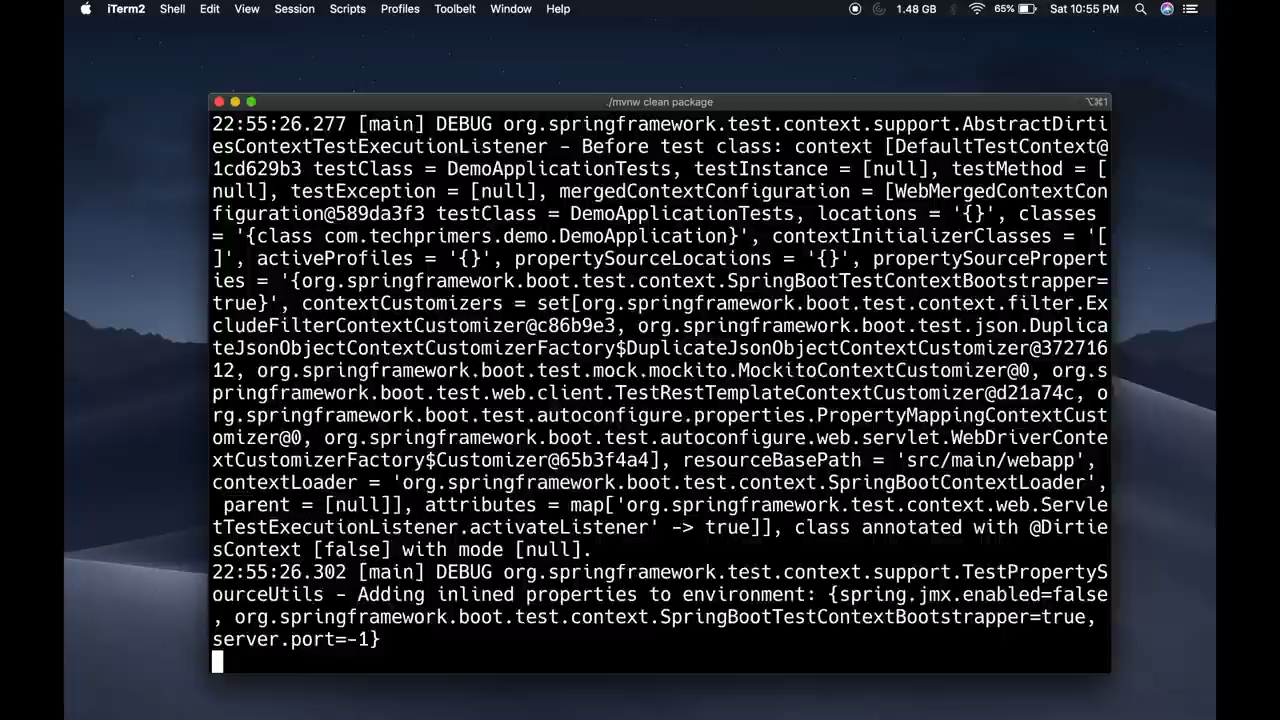 iTerm2 Shell Edit View Session Scripts Profiles Toolbelt Window Help 1.48 GB 65% Sat 10:55 PM
./mvnw clean package ⌥⌘1
22:55:26.277 [main] DEBUG org.springframework.test.context.support.AbstractDirti
esContextTestExecutionListener - Before test class: context [DefaultTestContext@
1cd629b3 testClass = DemoApplicationTests, testInstance = [null], testMethod = [
null], testException = [null], mergedContextConfiguration = [WebMergedContextCon
figuration@589da3f3 testClass = DemoApplicationTests, locations = '{}', classes
= '{class com.techprimers.demo.DemoApplication}', contextInitializerClasses = '[
]', activeProfiles = '{}', propertySourceLocations = '{}', propertySourcePropert
ies = '{org.springframework.boot.test.context.SpringBootTestContextBootstrapper=
true}', contextCustomizers = set[org.springframework.boot.test.context.filter.Ex
cludeFilterContextCustomizer@c86b9e3, org.springframework.boot.test.json.Duplica
teJsonObjectContextCustomizerFactory$DuplicateJsonObjectContextCustomizer@372716
12, org.springframework.boot.test.mock.mockito.MockitoContextCustomizer@0, org.s
pringframework.boot.test.web.client.TestRestTemplateContextCustomizer@d21a74c, o
rg.springframework.boot.test.autoconfigure.properties.PropertyMappingContextCust
omizer@0, org.springframework.boot.test.autoconfigure.web.servlet.WebDriverConte
xtCustomizerFactory$Customizer@65b3f4a4], resourceBasePath = 'src/main/webapp',
contextLoader = 'org.springframework.boot.test.context.SpringBootContextLoader',
 parent = [null]], attributes = map['org.springframework.test.context.web.Servle
tTestExecutionListener.activateListener' -> true]], class annotated with @Dirtie
sContext [false] with mode [null].
22:55:26.302 [main] DEBUG org.springframework.test.context.support.TestPropertyS
ourceUtils - Adding inlined properties to environment: {spring.jmx.enabled=false
, org.springframework.boot.test.context.SpringBootTestContextBootstrapper=true,
server.port=-1}